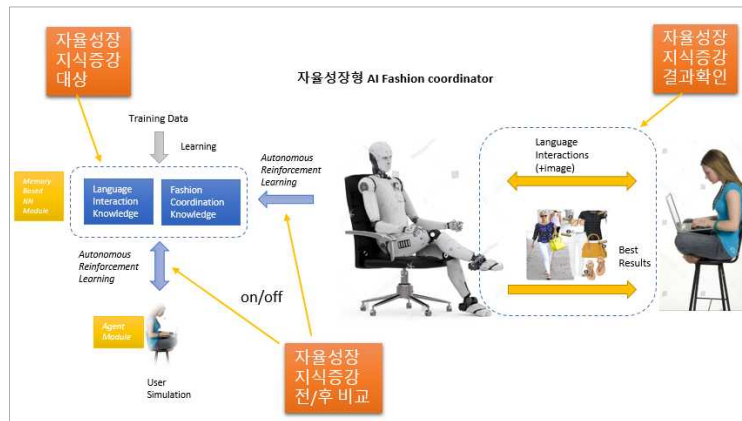 자율성장
지식증강
대상
자율성장
지식증강
결과확인
자율성장형 AI Fashion coordinator
Training Data
Learning
Memory
Based
NN
Module
Language
Interaction
Knowledge
Fashion
Coordination
Knowledge
Autonomous
Reinforcement
Learning
Language
Interactions
(+image)
Best
Results
Autonomous
Reinforcement
Learning
on/off
Agent
Module
User
Simulation
자율성장
지식증강
전/후 비교